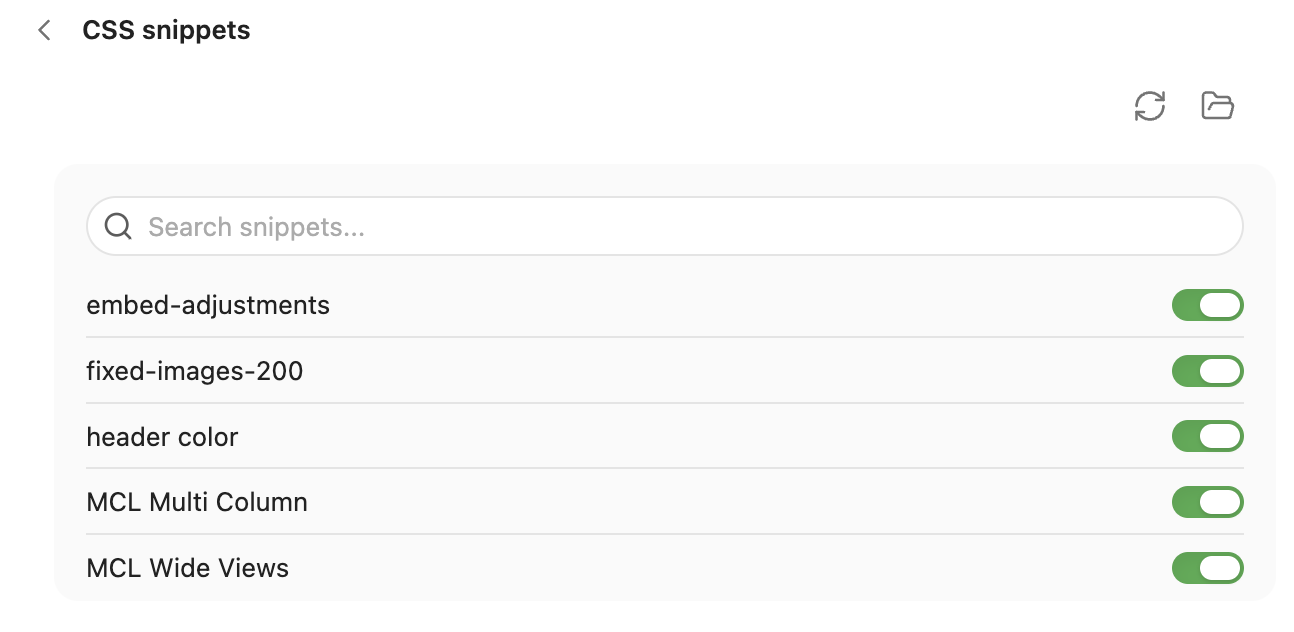 CSS snippets
Search snippets...
embed-adjustments
fixed-images-200
header color
MCL Multi Column
MCL Wide Views